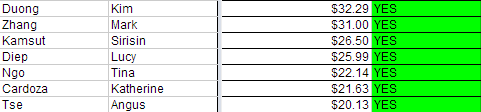 Duong Kim $32.29 YES
Zhang Mark $31.00 YES
Kamsut Sirisin $26.50 YES
Diep Lucy $25.99 YES
Ngo Tina $22.14 YES
Cardoza Katherine $21.63 YES
Tse Angus $20.13 YES